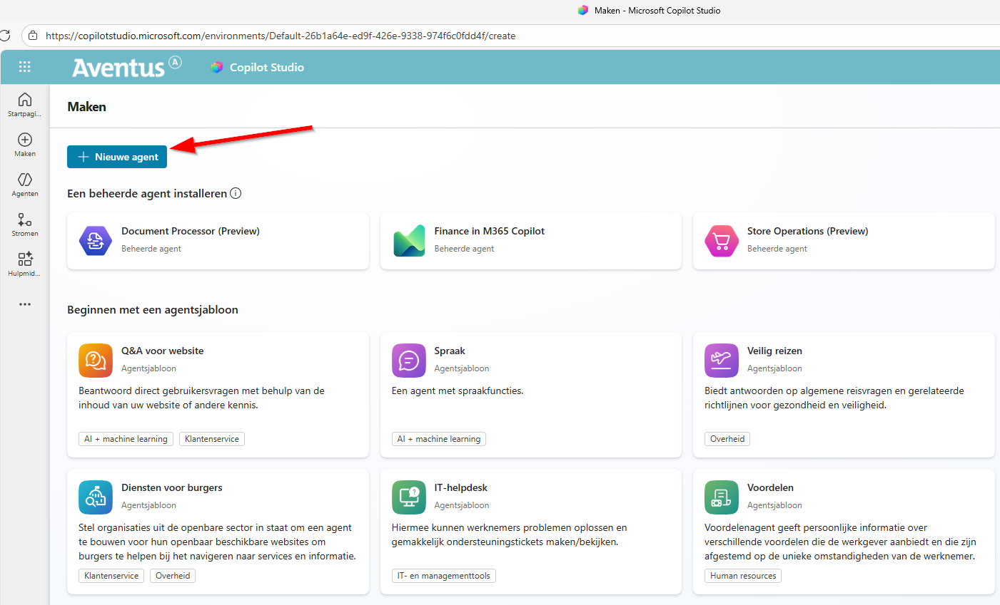 Maken - Microsoft Copilot Studio
https://copilotstudio.microsoft.com/environments/Default-26b1a64e-ed9f-426e-9338-974f6c0fdd4f/create
Aventus A
Copilot Studio
Startpagi...
Maken
Agenten
Stromen
Hulpmid...
Maken
Nieuwe agent
Een beheerde agent installeren
Document Processor (Preview)
Beheerde agent
Finance in M365 Copilot
Beheerde agent
Store Operations (Preview)
Beheerde agent
Beginnen met een agentsjabloon
Q&A voor website
Agentsjabloon
Beantwoord direct gebruikersvragen met behulp van de
inhoud van uw website of andere kennis.
AI + machine learning
Klantenservice
Spraak
Agentsjabloon
Een agent met spraakfuncties.
AI + machine learning
Veilig reizen
Agentsjabloon
Biedt antwoorden op algemene reisvragen en gerelateerde
richtlijnen voor gezondheid en veiligheid.
Overheid
Diensten voor burgers
Agentsjabloon
Stel organisaties uit de openbare sector in staat om een agent
te bouwen voor hun openbaar beschikbare websites om
burgers te helpen bij het navigeren naar services en informatie.
Klantenservice
Overheid
IT-helpdesk
Agentsjabloon
Hiermee kunnen werknemers problemen oplossen en
gemakkelijk ondersteuningstickets maken/bekijken.
IT- en managementtools
Voordelen
Agentsjabloon
Voordelenagent geeft persoonlijke informatie over
verschillende voordelen die de werkgever aanbiedt en die zijn
afgestemd op de unieke omstandigheden van de werknemer.
Human resources